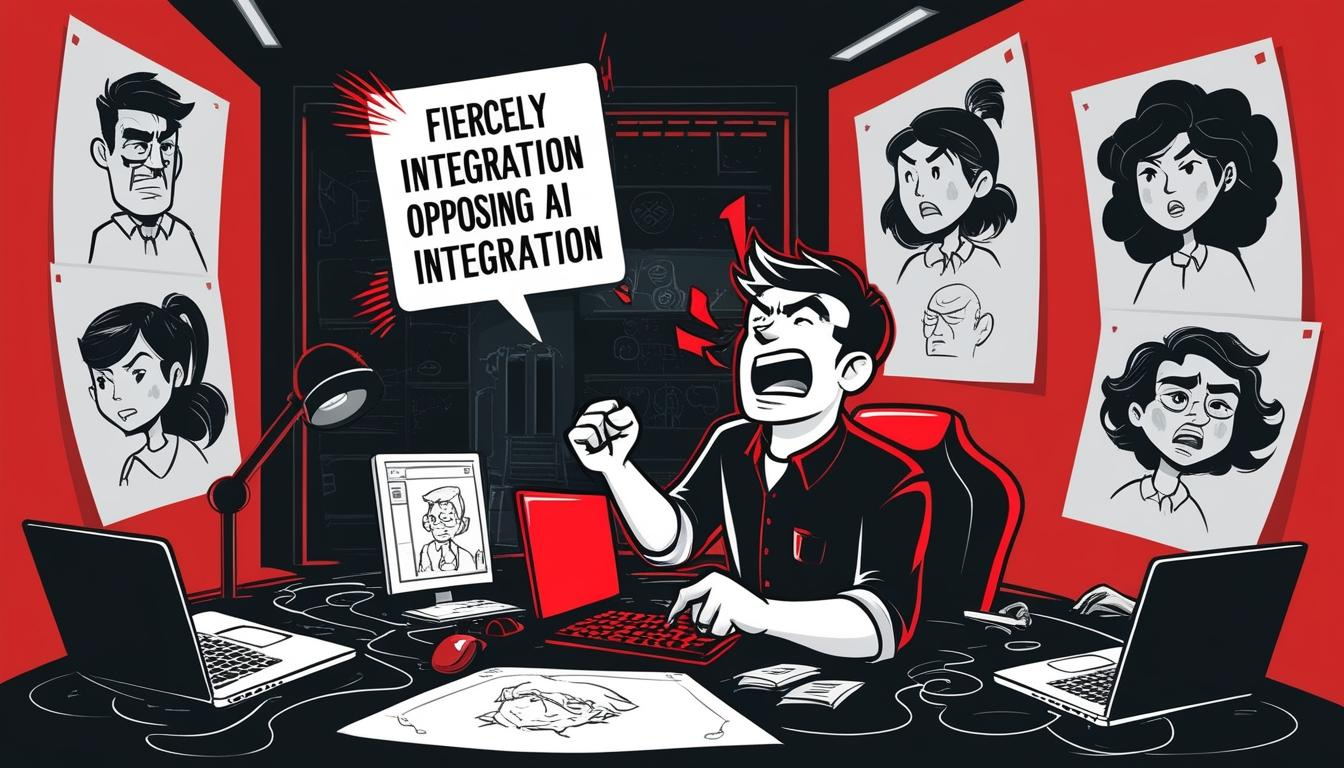 FIERCELY
INTEGRATION
OPPOSING AI
INTEGRATION